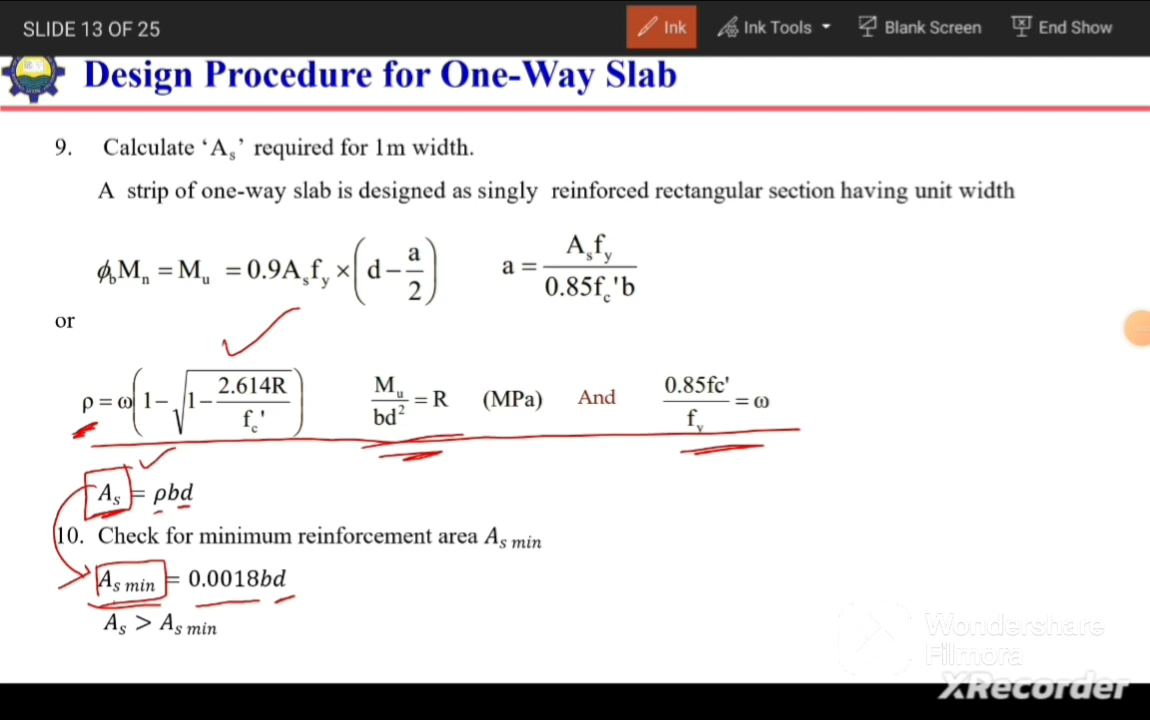 SLIDE 13 OF 25 Ink Ink Tools Blank Screen End Show
Design Procedure for One-Way Slab
9. Calculate ‘Aₛ’ required for 1m width.
A strip of one-way slab is designed as singly reinforced rectangular section having unit width
ϕbMn = Mu = 0.9Aₛfy × (d − a/2) a = Aₛfy / 0.85fc'b
or
ρ = ω(1 − √(1 − 2.614R / fc')) Mu / bd² = R (MPa) And 0.85fc' / fy = ω
Aₛ = ρbd
10. Check for minimum reinforcement area Aₛ min
Aₛ min = 0.0018bd
Aₛ > Aₛ min
Wondershare
Filmora
XRecorder